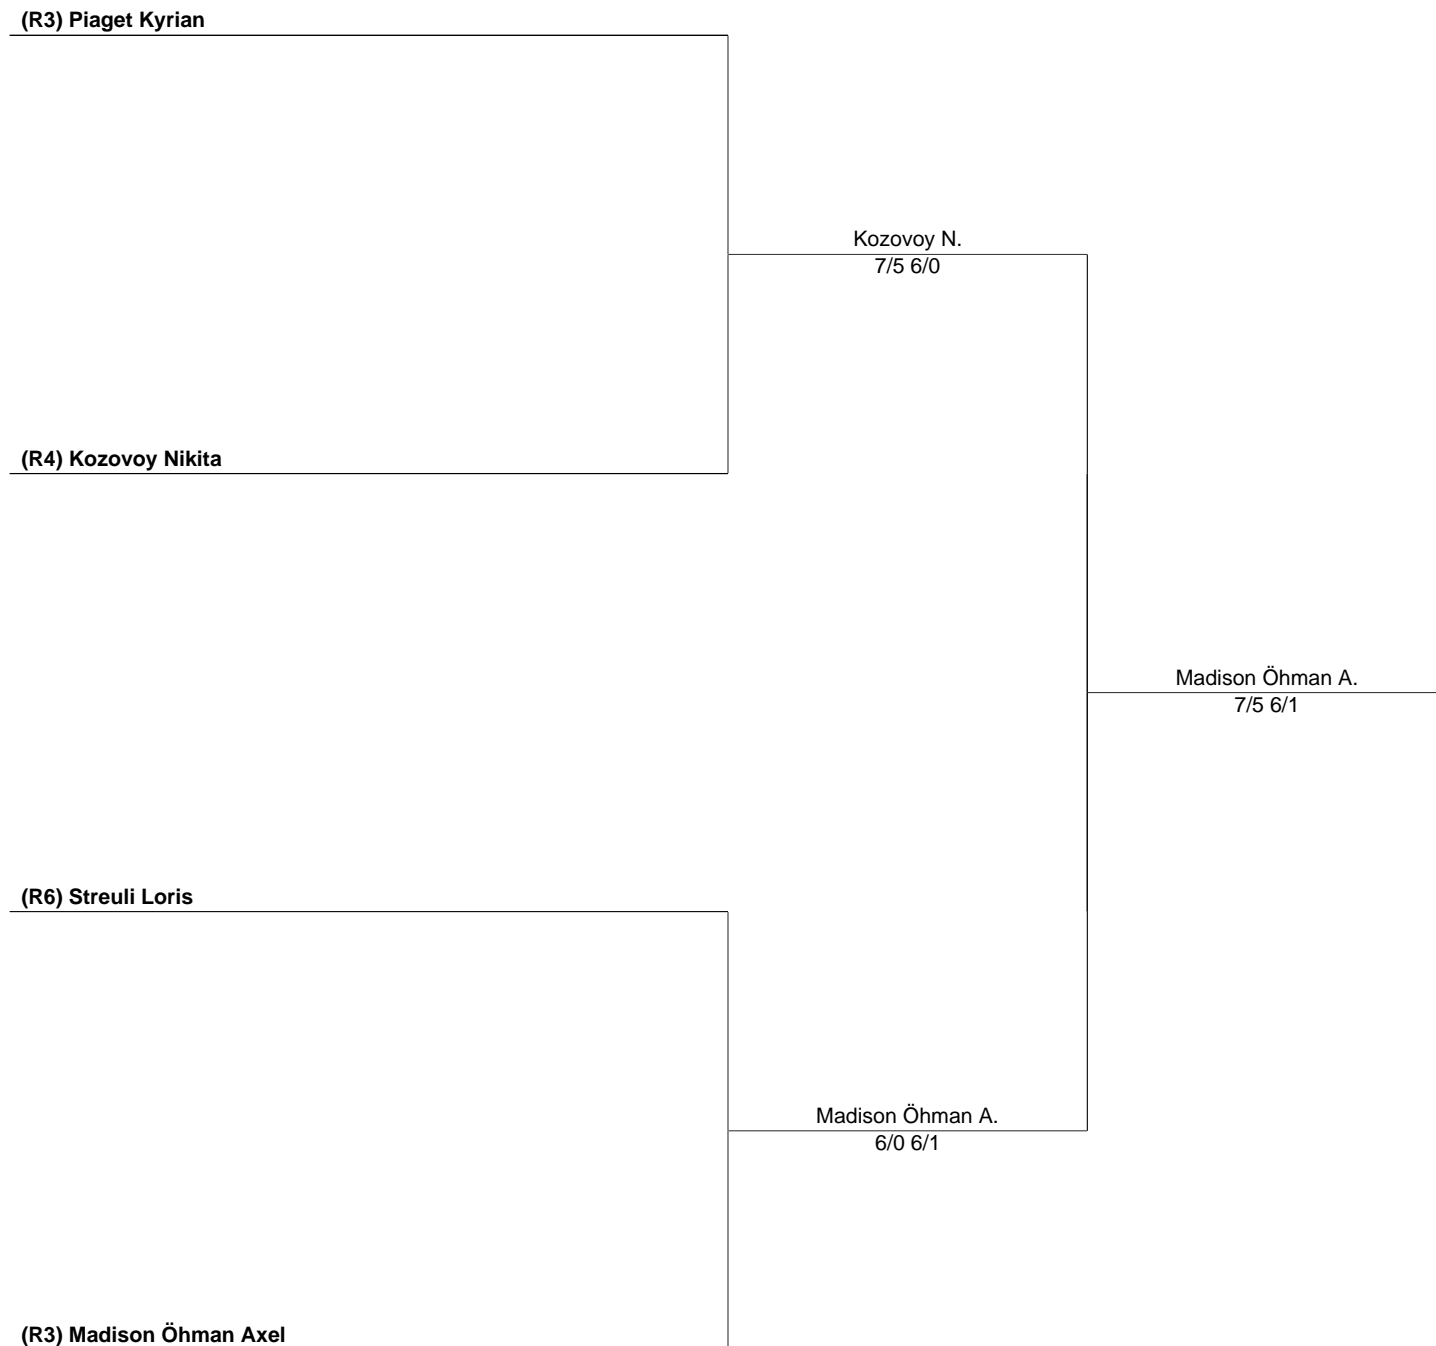 (R3) Piaget Kyrian
Kozovoy N.
7/5 6/0
(R4) Kozovoy Nikita
Madison Öhman A.
7/5 6/1
(R6) Streuli Loris
Madison Öhman A.
6/0 6/1
(R3) Madison Öhman Axel